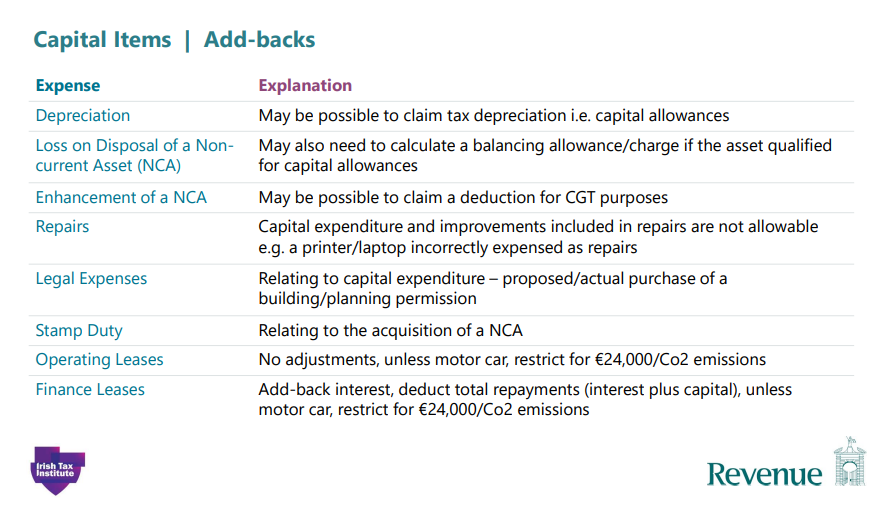 Capital Items | Add-backs
Expense Explanation
Depreciation May be possible to claim tax depreciation i.e. capital allowances
Loss on Disposal of a Non- May also need to calculate a balancing allowance/charge if the asset qualified
current Asset (NCA) for capital allowances
Enhancement of a NCA May be possible to claim a deduction for CGT purposes
Repairs Capital expenditure and improvements included in repairs are not allowable
e.g. a printer/laptop incorrectly expensed as repairs
Legal Expenses Relating to capital expenditure – proposed/actual purchase of a
building/planning permission
Stamp Duty Relating to the acquisition of a NCA
Operating Leases No adjustments, unless motor car, restrict for €24,000/Co2 emissions
Finance Leases Add-back interest, deduct total repayments (interest plus capital), unless
motor car, restrict for €24,000/Co2 emissions
Irish Tax
Institute
Revenue